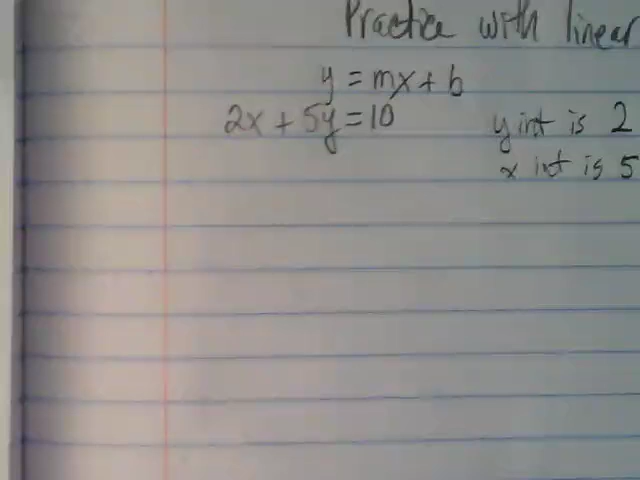 Practice with linear
y = mx + b
2x + 5y = 10
y int is 2
x int is 5